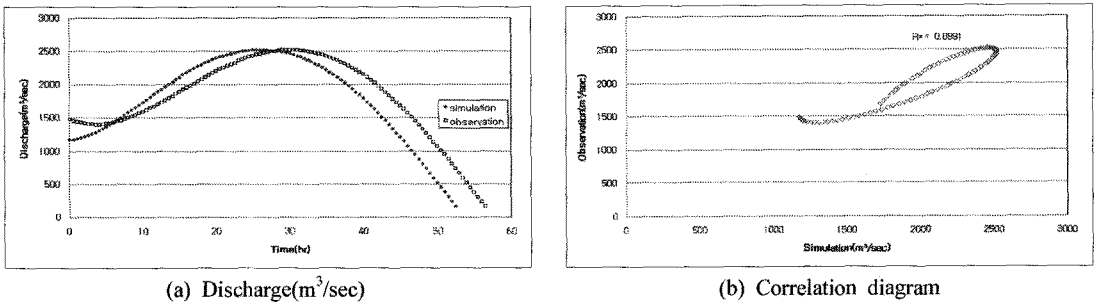 3000
2500
2000
1500
1000
500
0
Discharge(m³/sec)
simulation
observation
0 10 20 30 40 50 60
Time(hr)
(a) Discharge(m³/sec)
3000
2500
2000
1500
1000
500
0
Observation(m³/sec)
0 500 1000 1500 2000 2500 3000
Simulation(m³/sec)
(b) Correlation diagram